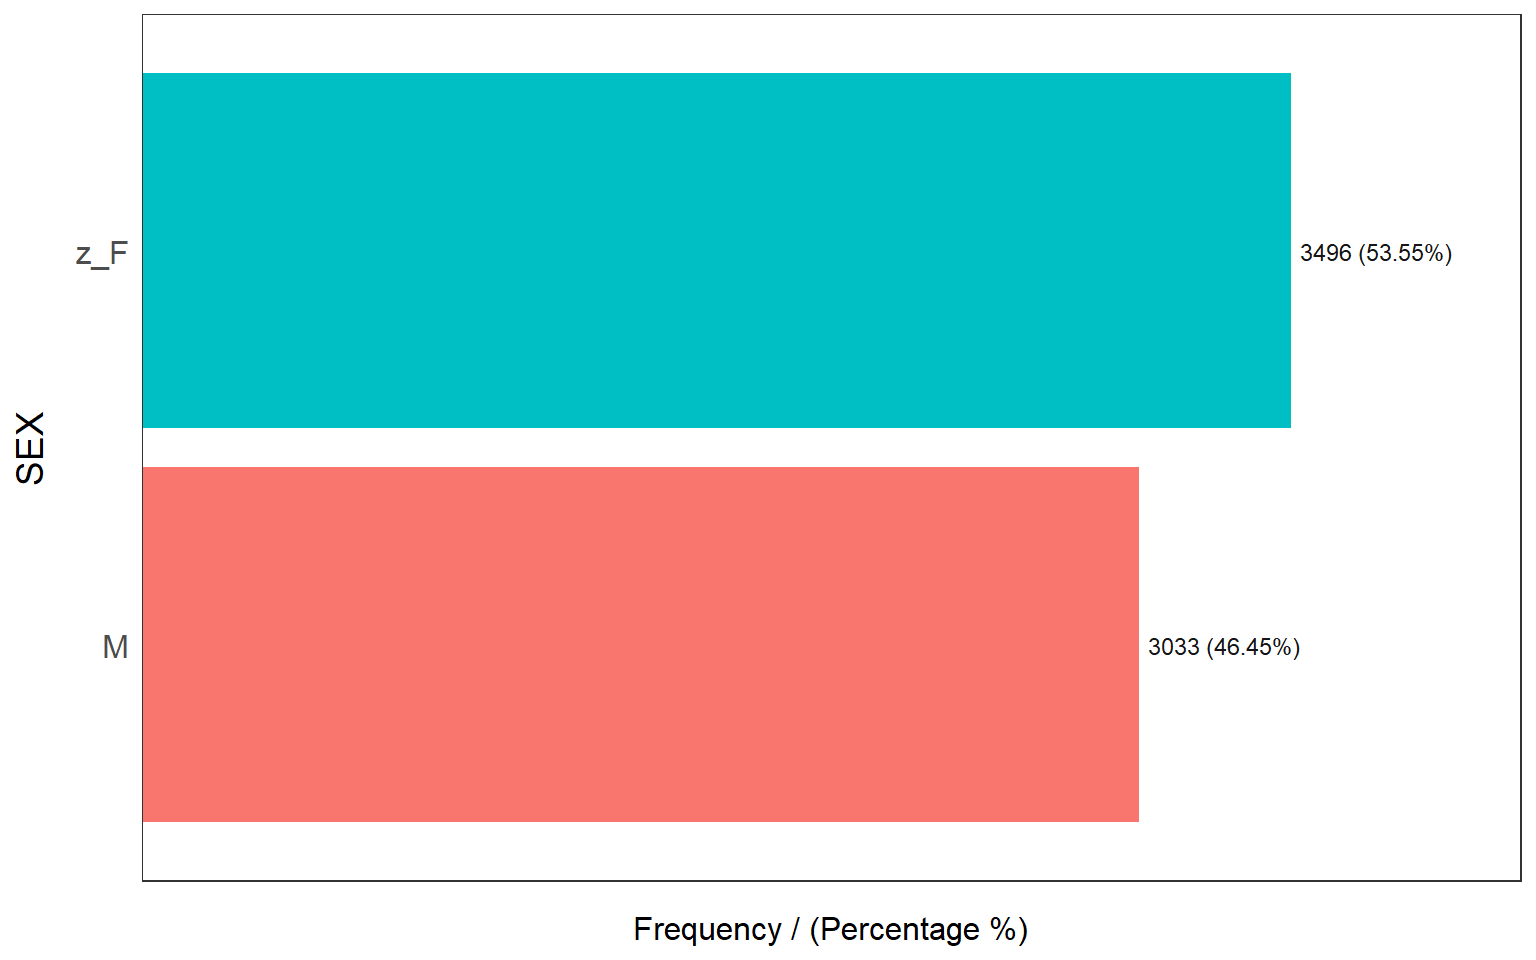 z_F
3496 (53.55%)
SEX
M
3033 (46.45%)
Frequency / (Percentage %)